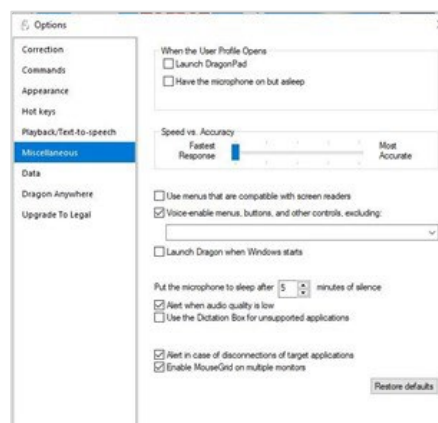 Options
Correction
Commands
Appearance
Hot keys
Playback/Text-to-speech
Miscellaneous
Data
Dragon Anywhere
Upgrade To Legal
When the User Profile Opens
Launch DragonPad
Have the microphone on but asleep
Speed vs. Accuracy
Fastest
Response
Most
Accurate
Use menus that are compatible with screen readers
Voice-enable menus, buttons, and other controls, excluding:
Launch Dragon when Windows starts
Put the microphone to sleep after 5 minutes of silence
Alert when audio quality is low
Use the Dictation Box for unsupported applications
Alert in case of disconnections of target applications
Enable MouseGrid on multiple monitors
Restore defaults